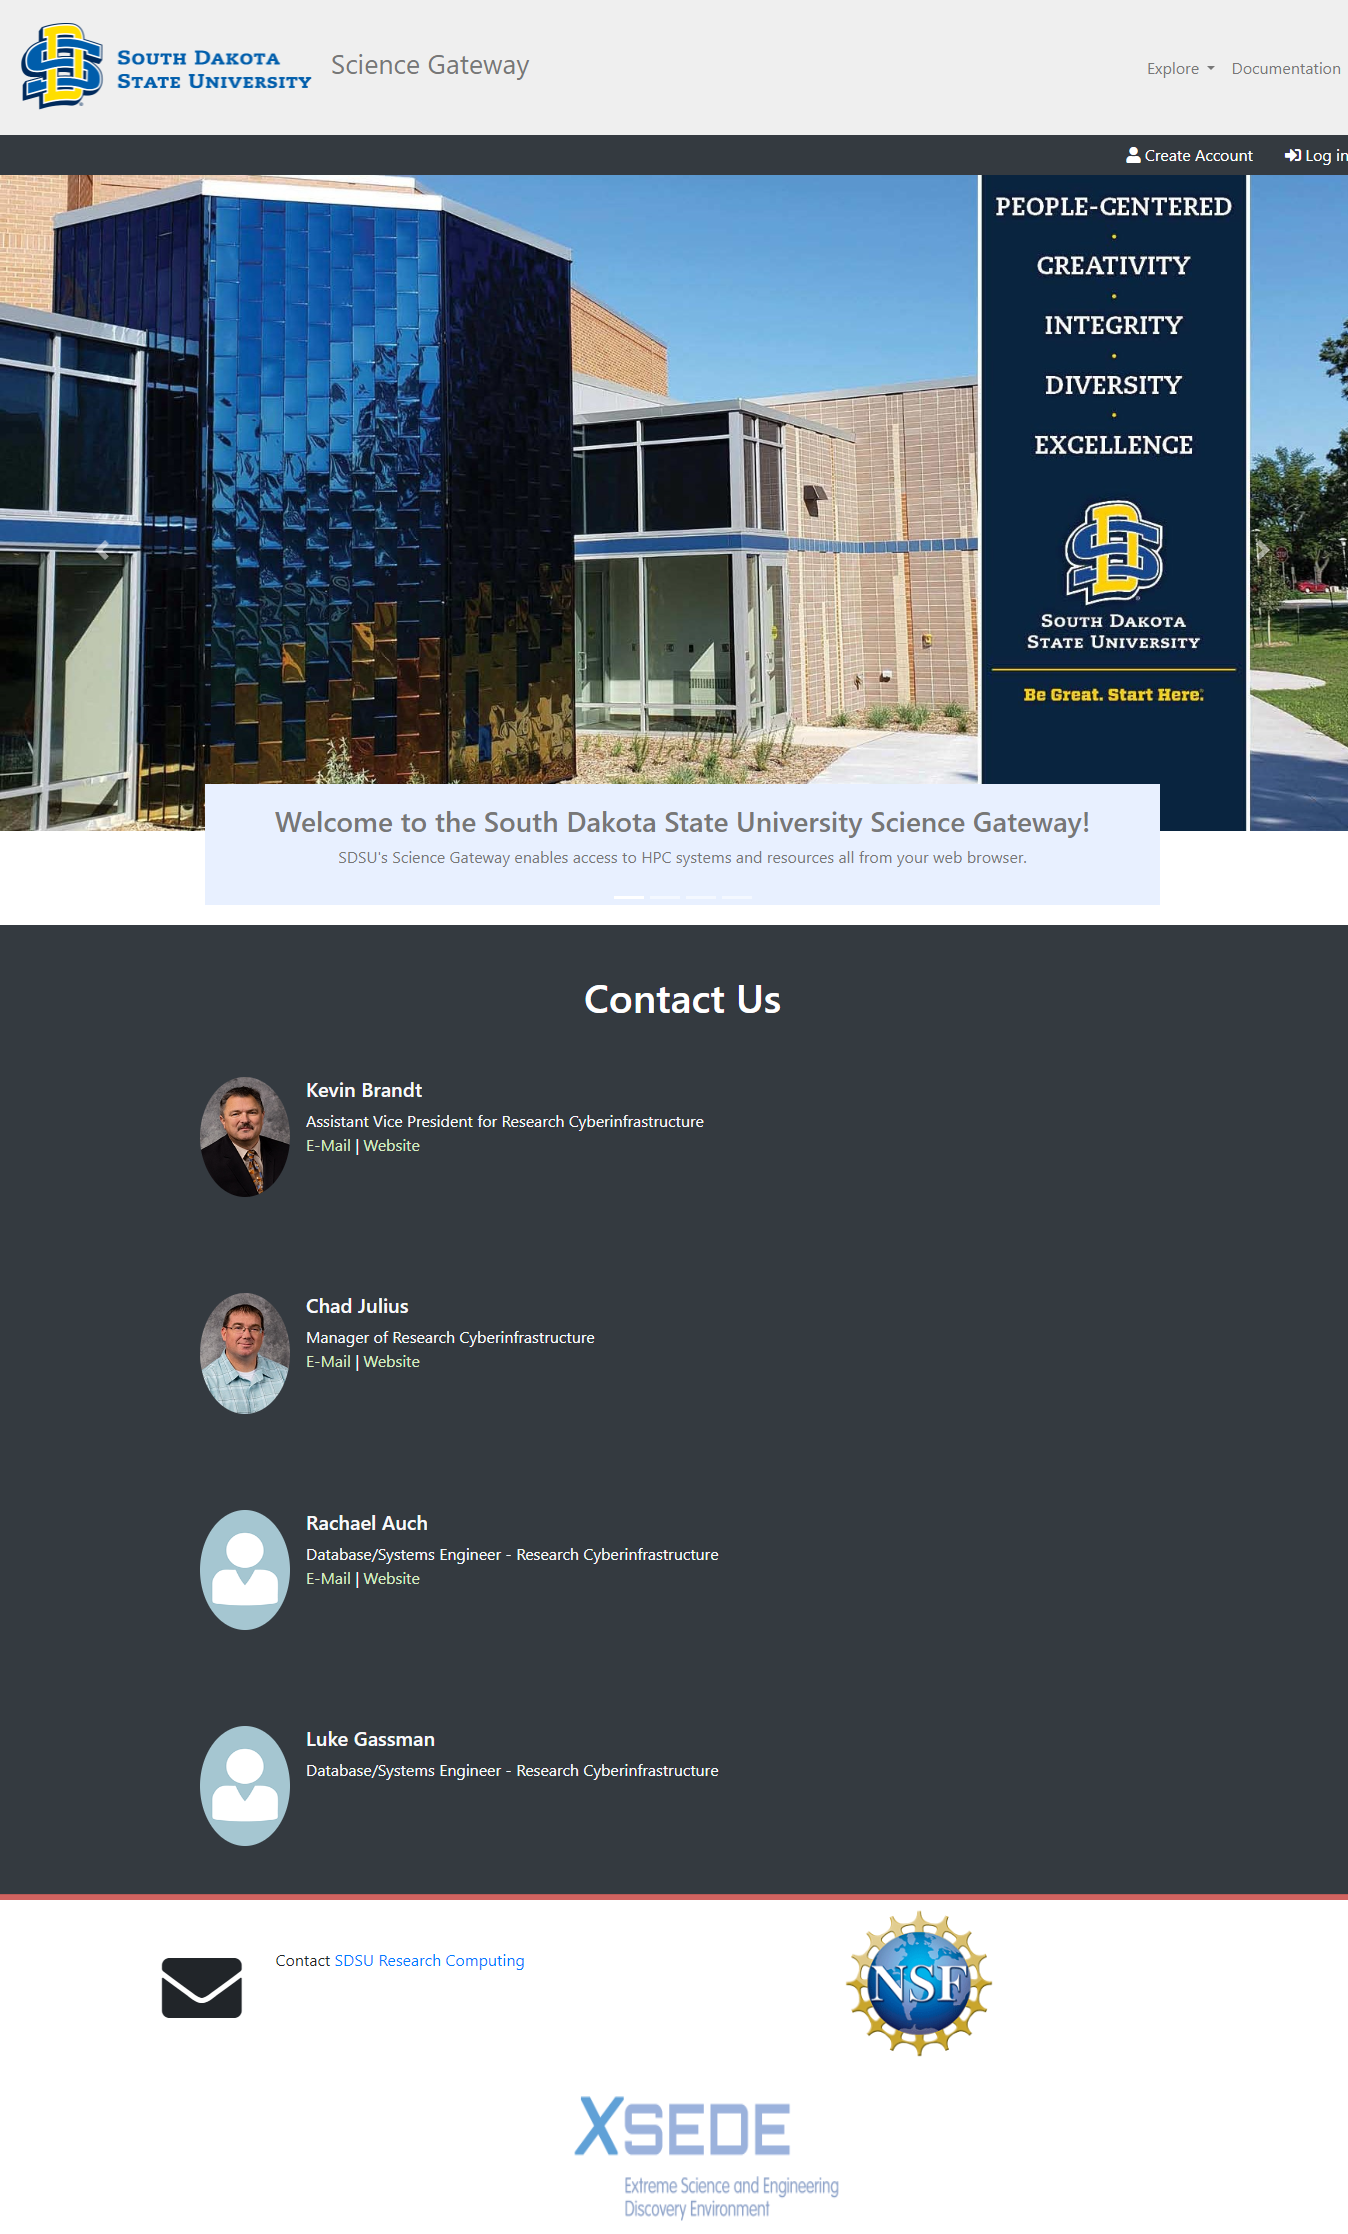 SOUTH DAKOTA
STATE UNIVERSITY
Science Gateway
Explore
Documentation
Create Account
Log in
PEOPLE-CENTERED
CREATIVITY
INTEGRITY
DIVERSITY
EXCELLENCE
SOUTH DAKOTA
STATE UNIVERSITY
Be Great. Start Here.
Welcome to the South Dakota State University Science Gateway!
SDSU's Science Gateway enables access to HPC systems and resources all from your web browser.
Contact Us
Kevin Brandt
Assistant Vice President for Research Cyberinfrastructure
E-Mail | Website
Chad Julius
Manager of Research Cyberinfrastructure
E-Mail | Website
Rachael Auch
Database/Systems Engineer - Research Cyberinfrastructure
E-Mail | Website
Luke Gassman
Database/Systems Engineer - Research Cyberinfrastructure
Contact SDSU Research Computing
NSF
XSEDE
Extreme Science and Engineering
Discovery Environment